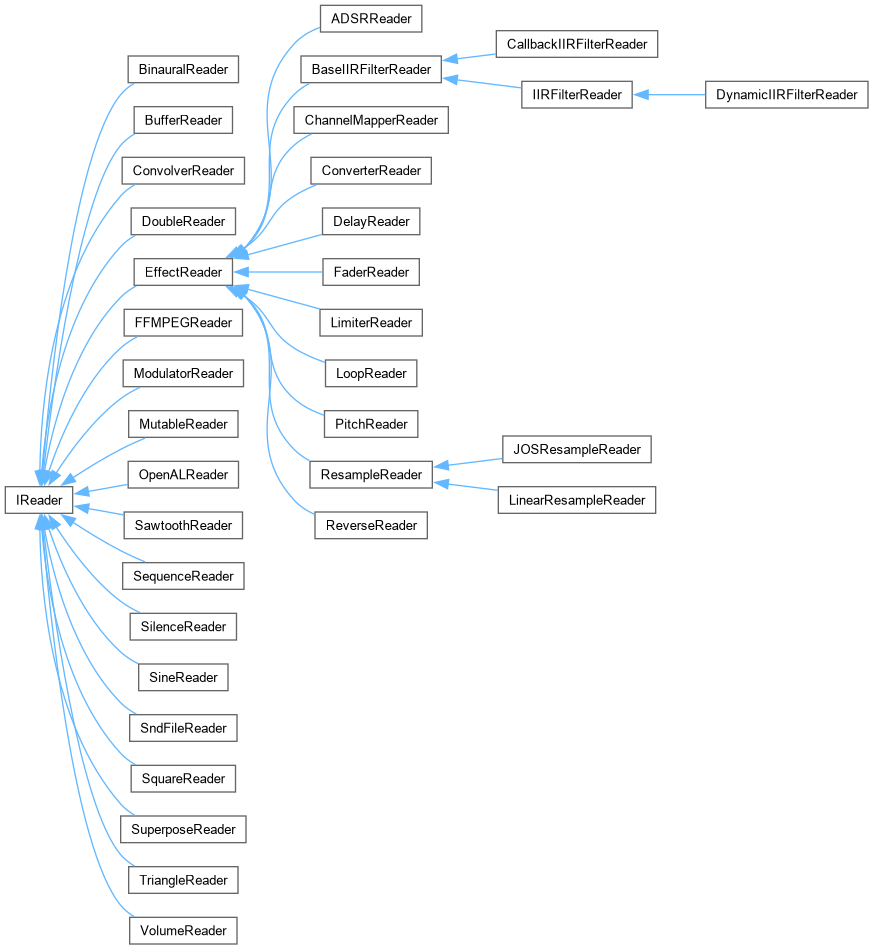 ADSRReader
CallbackIIRFilterReader
BinauralReader
BaseIIRFilterReader
IIRFilterReader
DynamicIIRFilterReader
BufferReader
ChannelMapperReader
ConvolverReader
ConverterReader
DoubleReader
DelayReader
EffectReader
FaderReader
FFMPEGReader
LimiterReader
ModulatorReader
LoopReader
MutableReader
PitchReader
JOSResampleReader
OpenALReader
ResampleReader
IReader
LinearResampleReader
SawtoothReader
ReverseReader
SequenceReader
SilenceReader
SineReader
SndFileReader
SquareReader
SuperposeReader
TriangleReader
VolumeReader